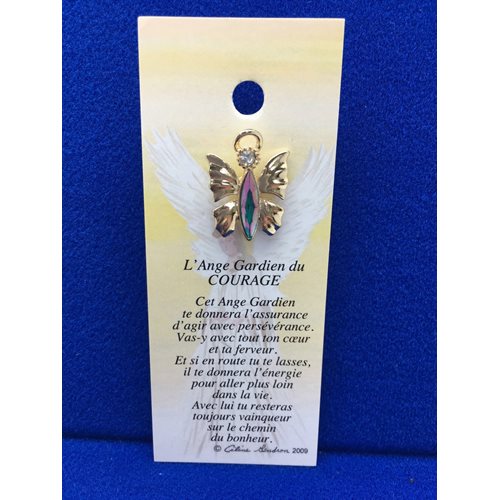 L'Ange Gardien du
COURAGE
Cet Ange Gardien
te donnera l'assurance
d'agir avec persévérance.
Vas-y avec tout ton cœur
et ta ferveur.
Et si en route tu te lasses,
il te donnera l'énergie
pour aller plus loin
dans la vie.
Avec lui tu resteras
toujours vainqueur
sur le chemin
du bonheur.
© Céline Gendron 2009